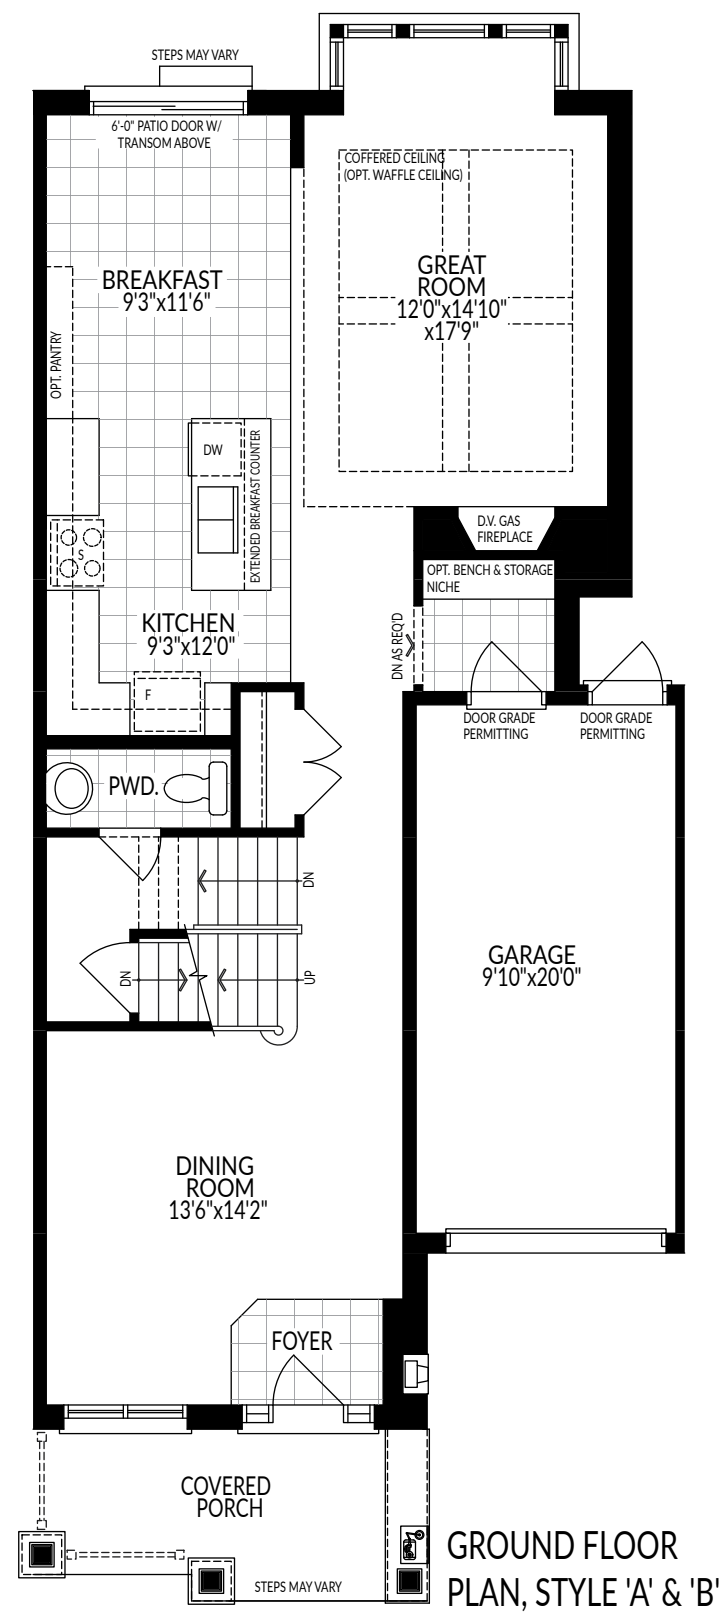 STEPS MAY VARY
6'-0" PATIO DOOR W/
TRANSOM ABOVE
COFFERED CEILING
(OPT. WAFFLE CEILING)
BREAKFAST
9'3"x11'6"
GREAT
ROOM
12'0"x14'10"
x17'9"
OPT. PANTRY
DW
EXTENDED BREAKFAST COUNTER
S
D.V. GAS
FIREPLACE
OPT. BENCH & STORAGE
NICHE
KITCHEN
9'3"x12'0"
DN AS REQ'D
F
DOOR GRADE
PERMITTING
DOOR GRADE
PERMITTING
PWD.
DN
DN
UP
GARAGE
9'10"x20'0"
DINING
ROOM
13'6"x14'2"
FOYER
COVERED
PORCH
STEPS MAY VARY
GROUND FLOOR
PLAN, STYLE 'A' & 'B'